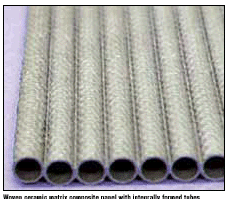 Woven ceramic matrix composite panel with integrally formed tubes